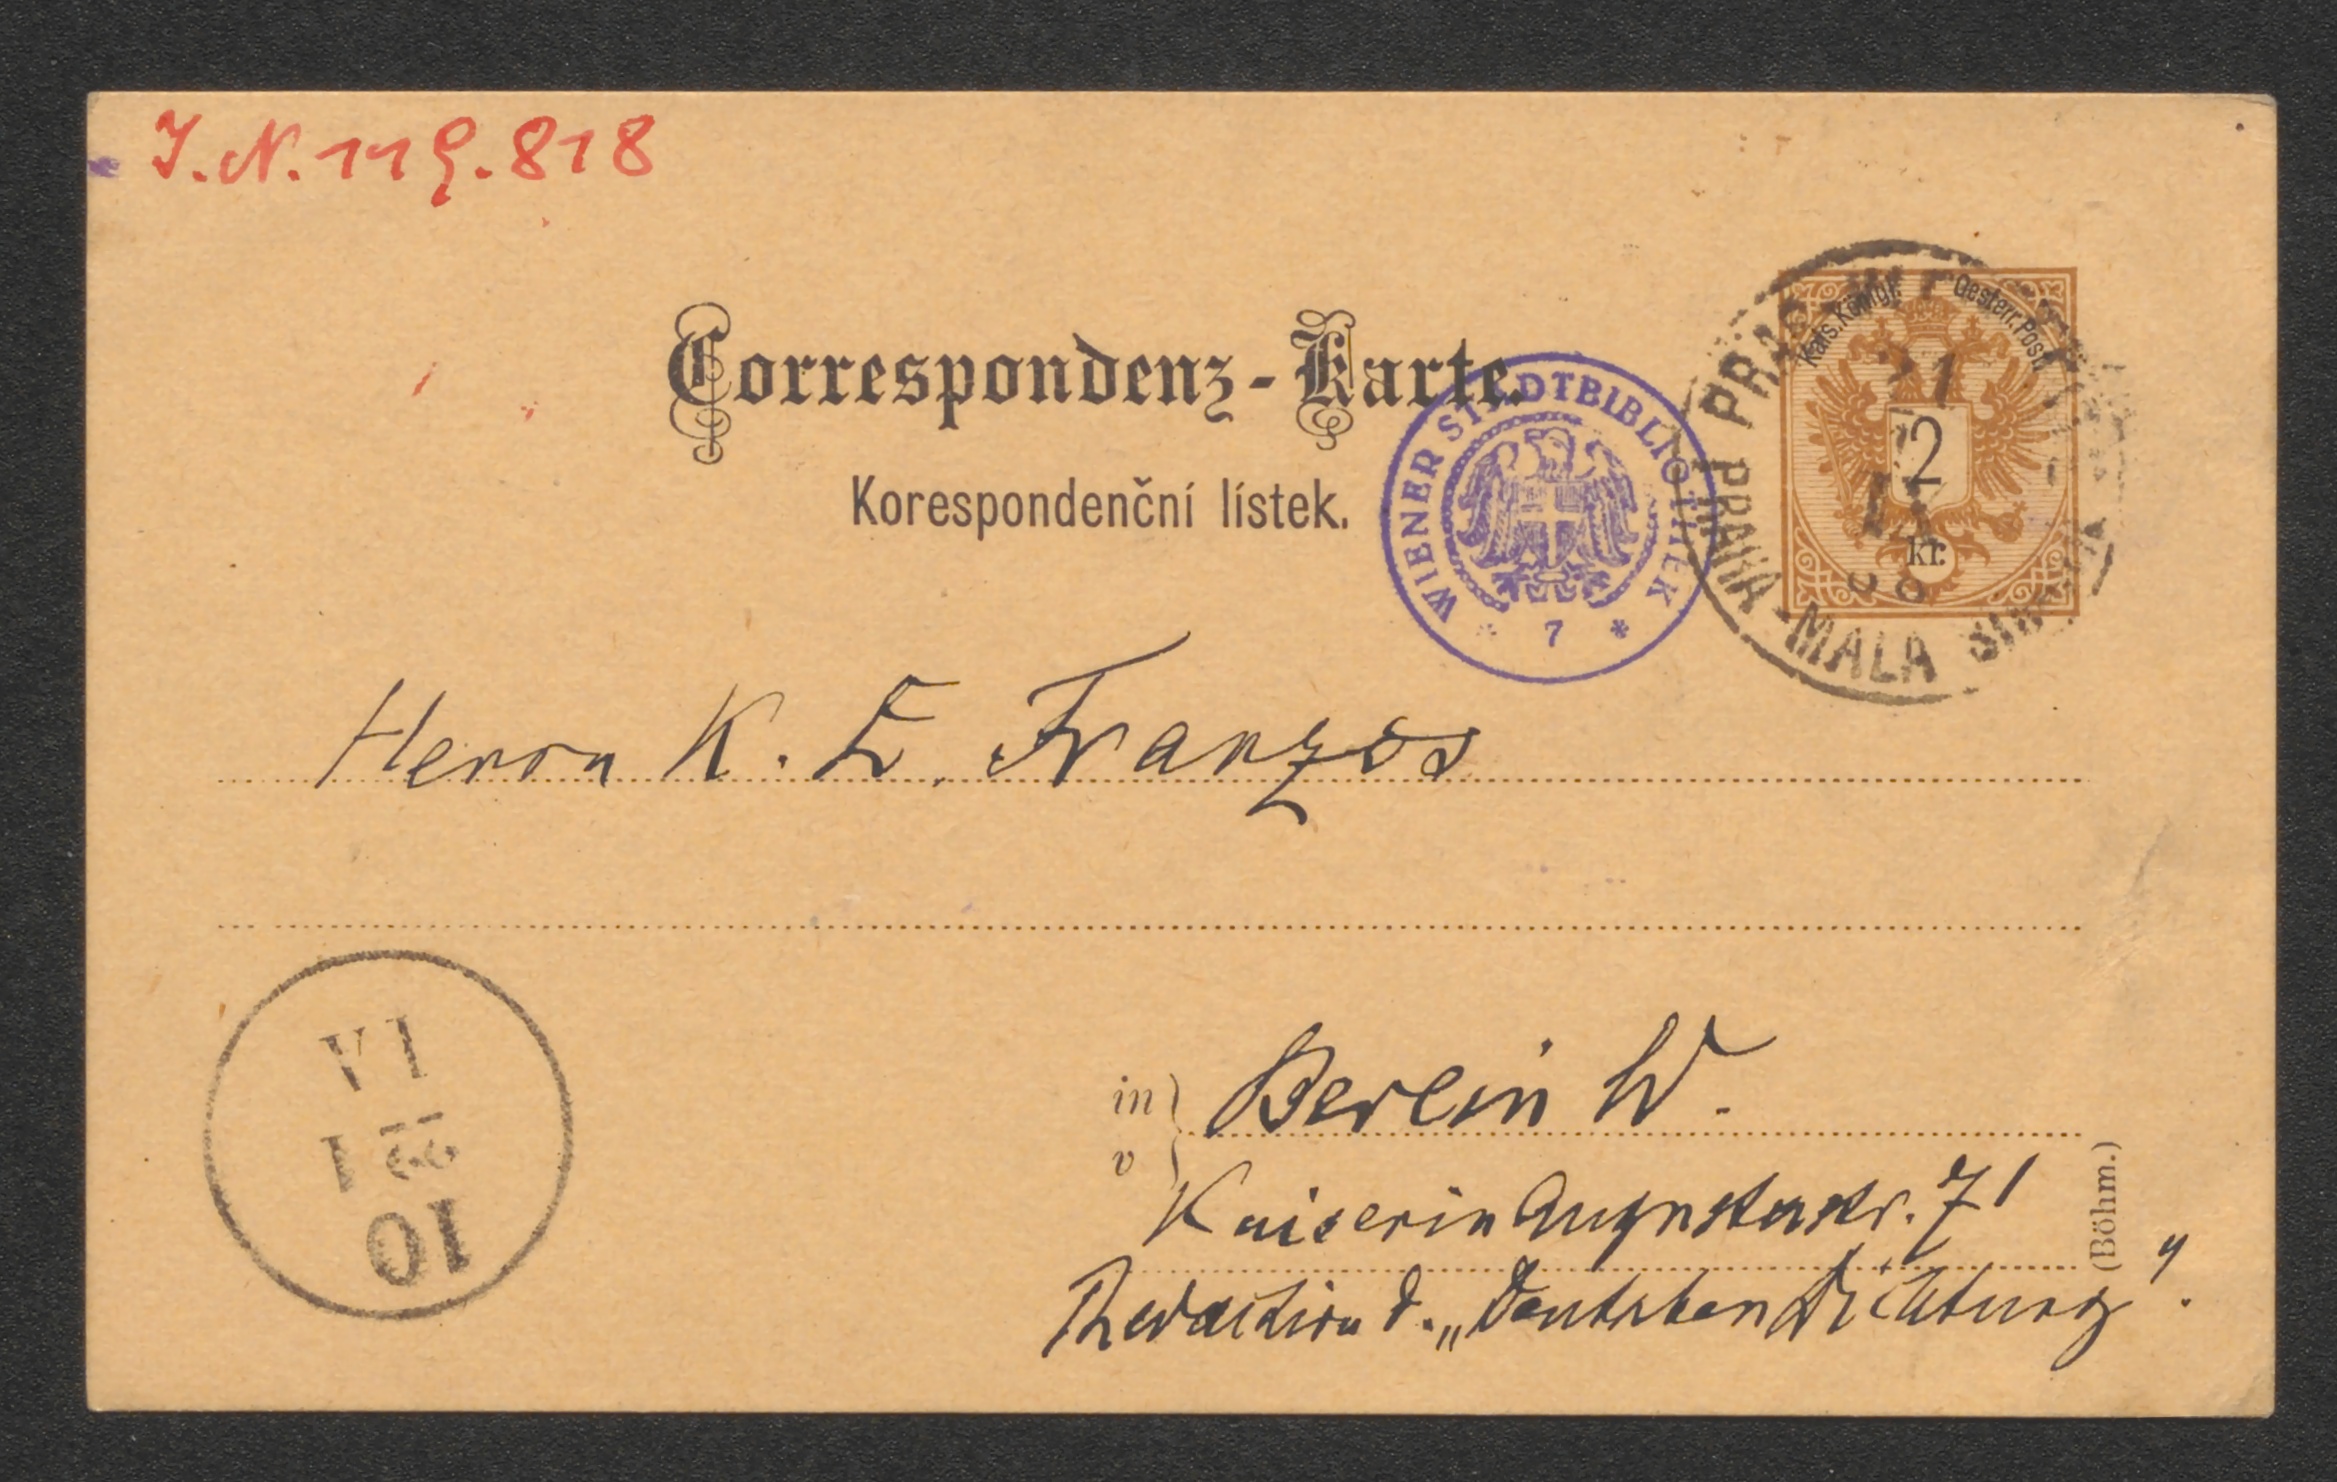 J.N. 119.818
Correspondenz-Karte.
Korespondenční lístek.
Kais. Königl. Oesterr. Post
2
kr.
WIENER STADTBIBLIOTHEK
* 7 *
PRAHA-MALÁ
Herrn K. E. Franzos
in
v
Berlin W.
Kaiserin Augustastr. 71
Redaction d. „Deutschen Dichtung".
(Böhm.)
VI
10